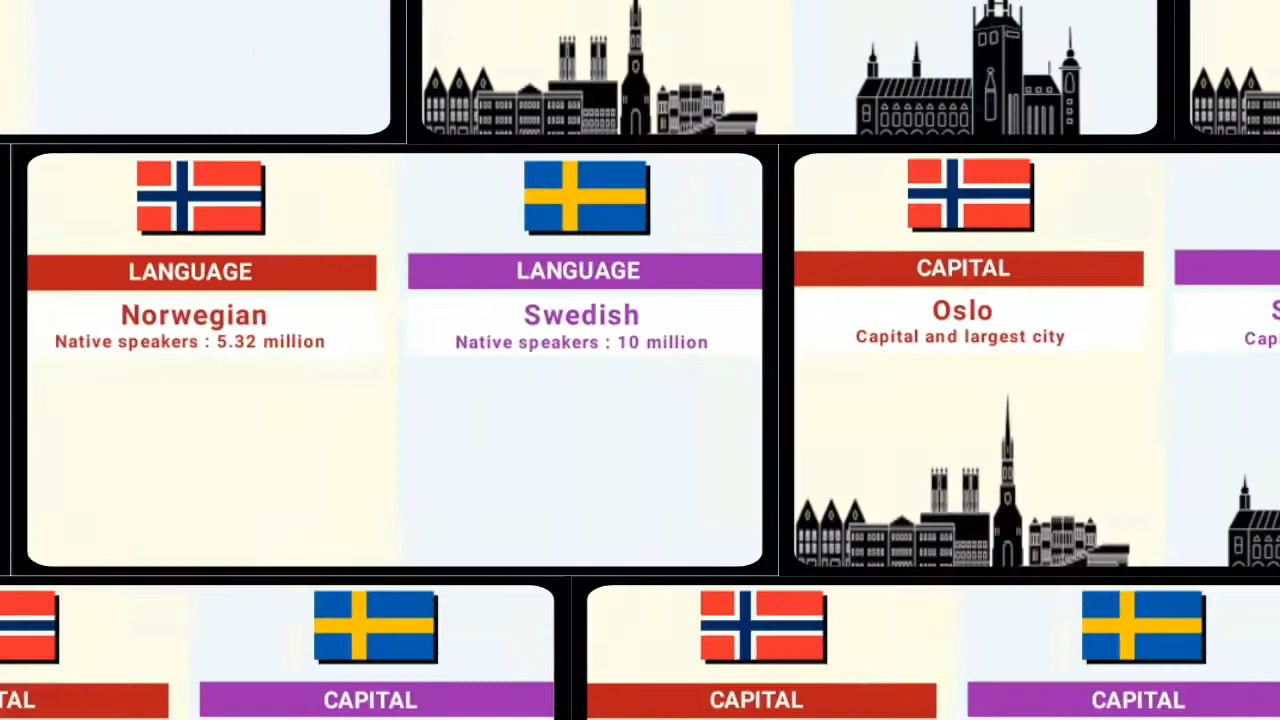 LANGUAGE
Norwegian
Native speakers : 5.32 million
LANGUAGE
Swedish
Native speakers : 10 million
CAPITAL
Oslo
Capital and largest city
CAPITAL
CAPITAL
CAPITAL